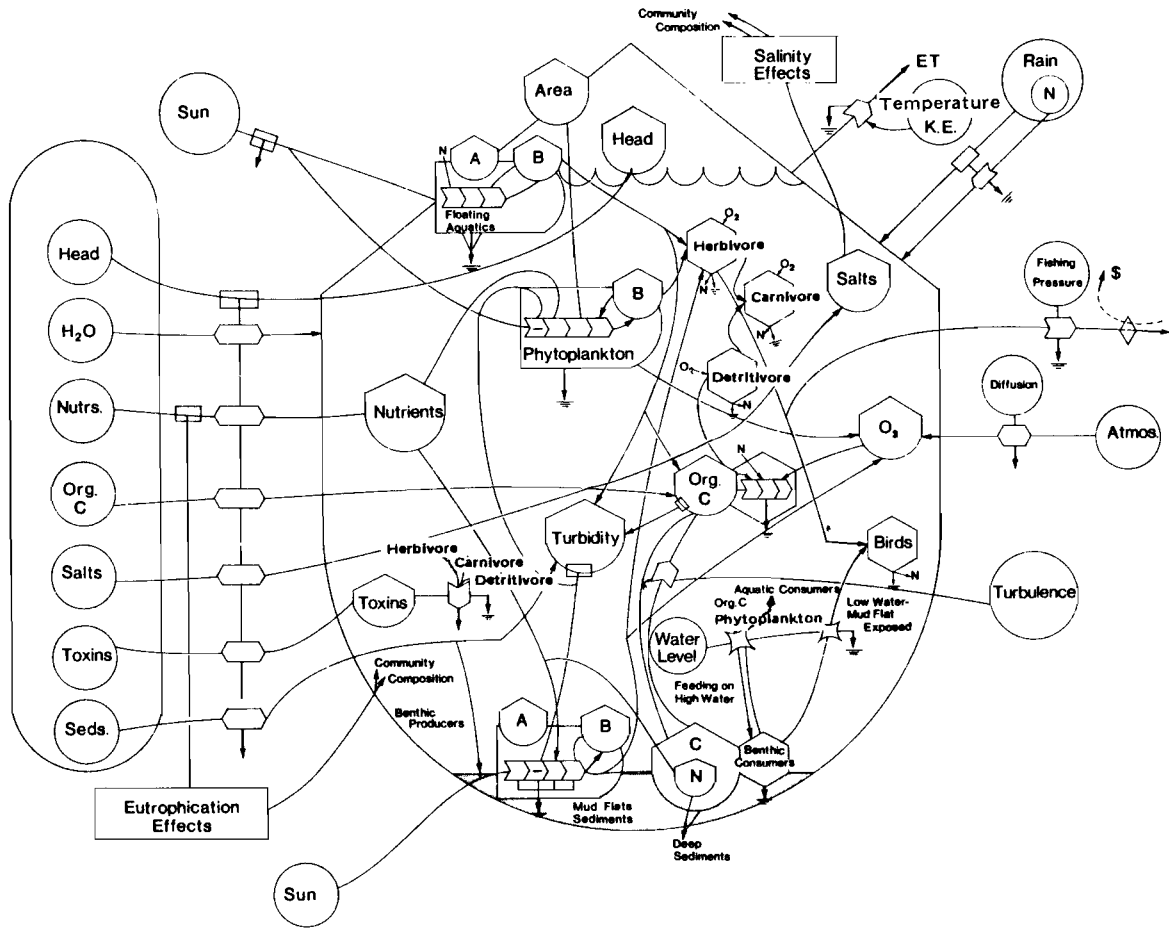 Community
Composition
Salinity
Effects
ET
Rain
N
Temperature
K.E.
Sun
Area
Head
A
B
N
Floating
Aquatics
Head
H₂O
Nutrs.
Org.
C
Salts
Toxins
Seds.
Herbivore
O₂
N
Carnivore
O₂
N
Salts
Fishing
Pressure
$
B
Phytoplankton
Detritivore
N
Diffusion
Nutrients
O₃
Atmos.
N
Org.
C
Turbidity
Birds
N
Herbivore
Carnivore
Detritivore
Toxins
Turbulence
Aquatic Consumers
Org.C
Phytoplankton
Low Water-
Mud Flat
Exposed
Water
Level
Community
Composition
Feeding on
High Water
Benthic
Producers
A
B
C
N
Benthic
Consumers
Mud Flats
Sediments
Eutrophication
Effects
Deep
Sediments
Sun